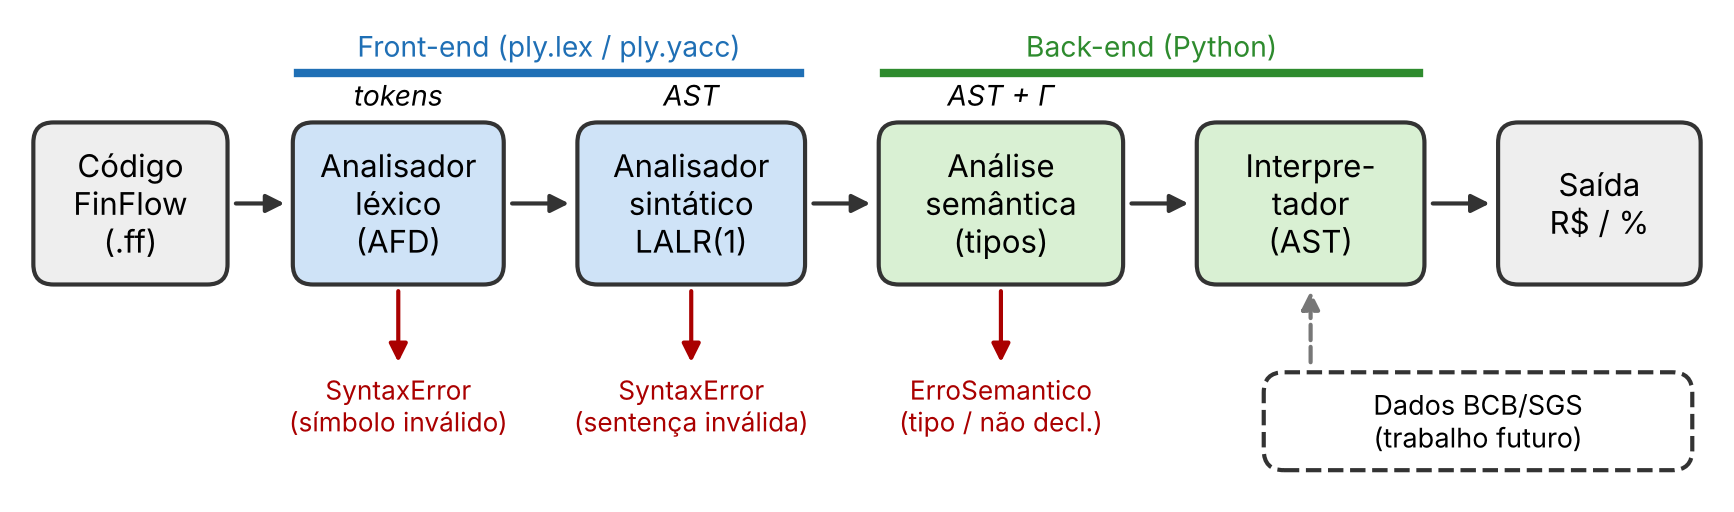 Front-end (ply.lex / ply.yacc)
Back-end (Python)
tokens
AST
AST + Γ
Código
FinFlow
(.ff)
Analisador
léxico
(AFD)
Analisador
sintático
LALR(1)
Análise
semântica
(tipos)
Interpre-
tador
(AST)
Saída
R$ / %
SyntaxError
(símbolo inválido)
SyntaxError
(sentença inválida)
ErroSemantico
(tipo / não decl.)
Dados BCB/SGS
(trabalho futuro)